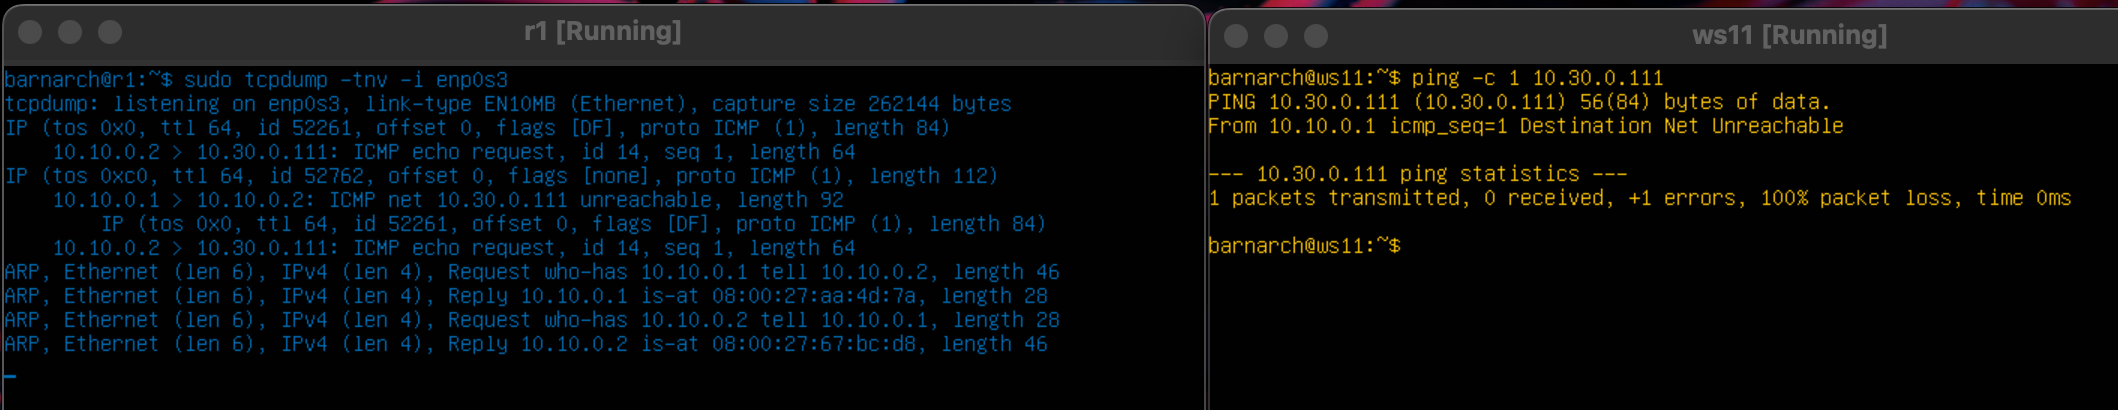 r1 [Running]
barnarch@r1:~$ sudo tcpdump -tnv -i enp0s3
tcpdump: listening on enp0s3, link-type EN10MB (Ethernet), capture size 262144 bytes
IP (tos 0x0, ttl 64, id 52261, offset 0, flags [DF], proto ICMP (1), length 84)
    10.10.0.2 > 10.30.0.111: ICMP echo request, id 14, seq 1, length 64
IP (tos 0xc0, ttl 64, id 52762, offset 0, flags [none], proto ICMP (1), length 112)
    10.10.0.1 > 10.10.0.2: ICMP net 10.30.0.111 unreachable, length 92
        IP (tos 0x0, ttl 64, id 52261, offset 0, flags [DF], proto ICMP (1), length 84)
    10.10.0.2 > 10.30.0.111: ICMP echo request, id 14, seq 1, length 64
ARP, Ethernet (len 6), IPv4 (len 4), Request who-has 10.10.0.1 tell 10.10.0.2, length 46
ARP, Ethernet (len 6), IPv4 (len 4), Reply 10.10.0.1 is-at 08:00:27:aa:4d:7a, length 28
ARP, Ethernet (len 6), IPv4 (len 4), Request who-has 10.10.0.2 tell 10.10.0.1, length 28
ARP, Ethernet (len 6), IPv4 (len 4), Reply 10.10.0.2 is-at 08:00:27:67:bc:d8, length 46
ws11 [Running]
barnarch@ws11:~$ ping -c 1 10.30.0.111
PING 10.30.0.111 (10.30.0.111) 56(84) bytes of data.
From 10.10.0.1 icmp_seq=1 Destination Net Unreachable
--- 10.30.0.111 ping statistics ---
1 packets transmitted, 0 received, +1 errors, 100% packet loss, time 0ms
barnarch@ws11:~$